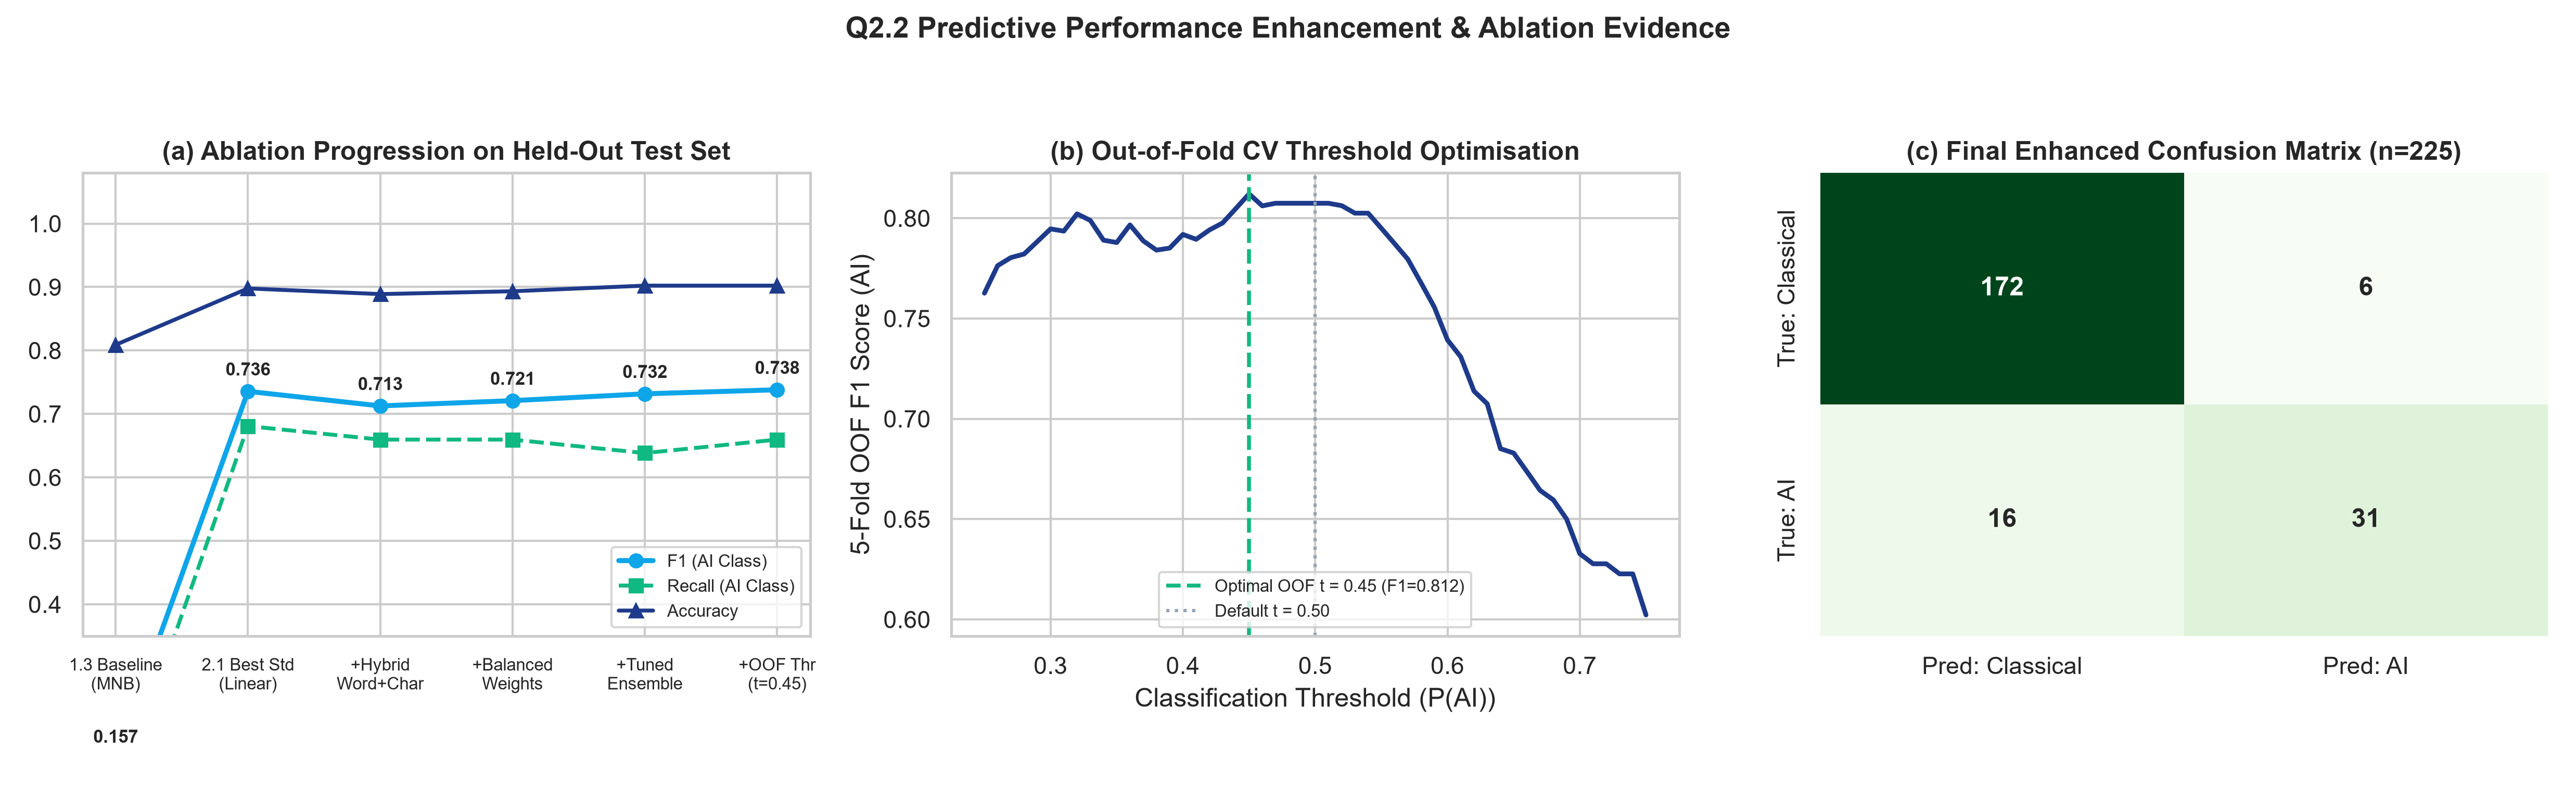 Q2.2 Predictive Performance Enhancement & Ablation Evidence
(a) Ablation Progression on Held-Out Test Set
1.0
0.9
0.8
0.7
0.6
0.5
0.4
0.736
0.713
0.721
0.732
0.738
F1 (AI Class)
Recall (AI Class)
Accuracy
1.3 Baseline
(MNB)
2.1 Best Std
(Linear)
+Hybrid
Word+Char
+Balanced
Weights
+Tuned
Ensemble
+OOF Thr
(t=0.45)
0.157
(b) Out-of-Fold CV Threshold Optimisation
5-Fold OOF F1 Score (AI)
0.80
0.75
0.70
0.65
0.60
Optimal OOF t = 0.45 (F1=0.812)
Default t = 0.50
0.3
0.4
0.5
0.6
0.7
Classification Threshold (P(AI))
(c) Final Enhanced Confusion Matrix (n=225)
True: Classical
172
6
True: AI
16
31
Pred: Classical
Pred: AI